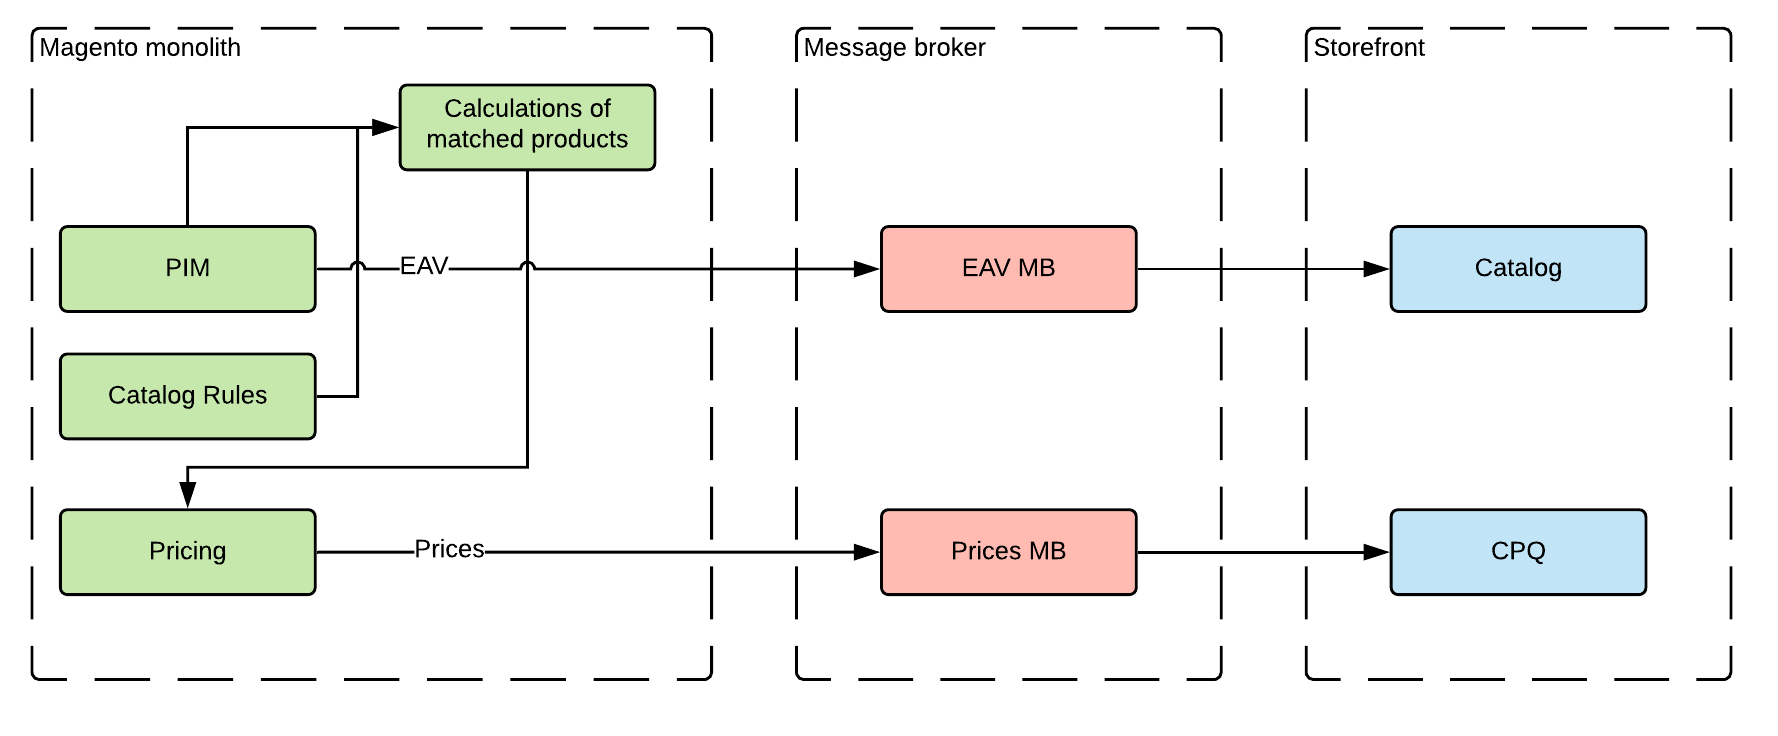 Magento monolith
Message broker
Storefront
Calculations of
matched products
PIM
EAV
EAV MB
Catalog
Catalog Rules
Pricing
Prices
Prices MB
CPQ